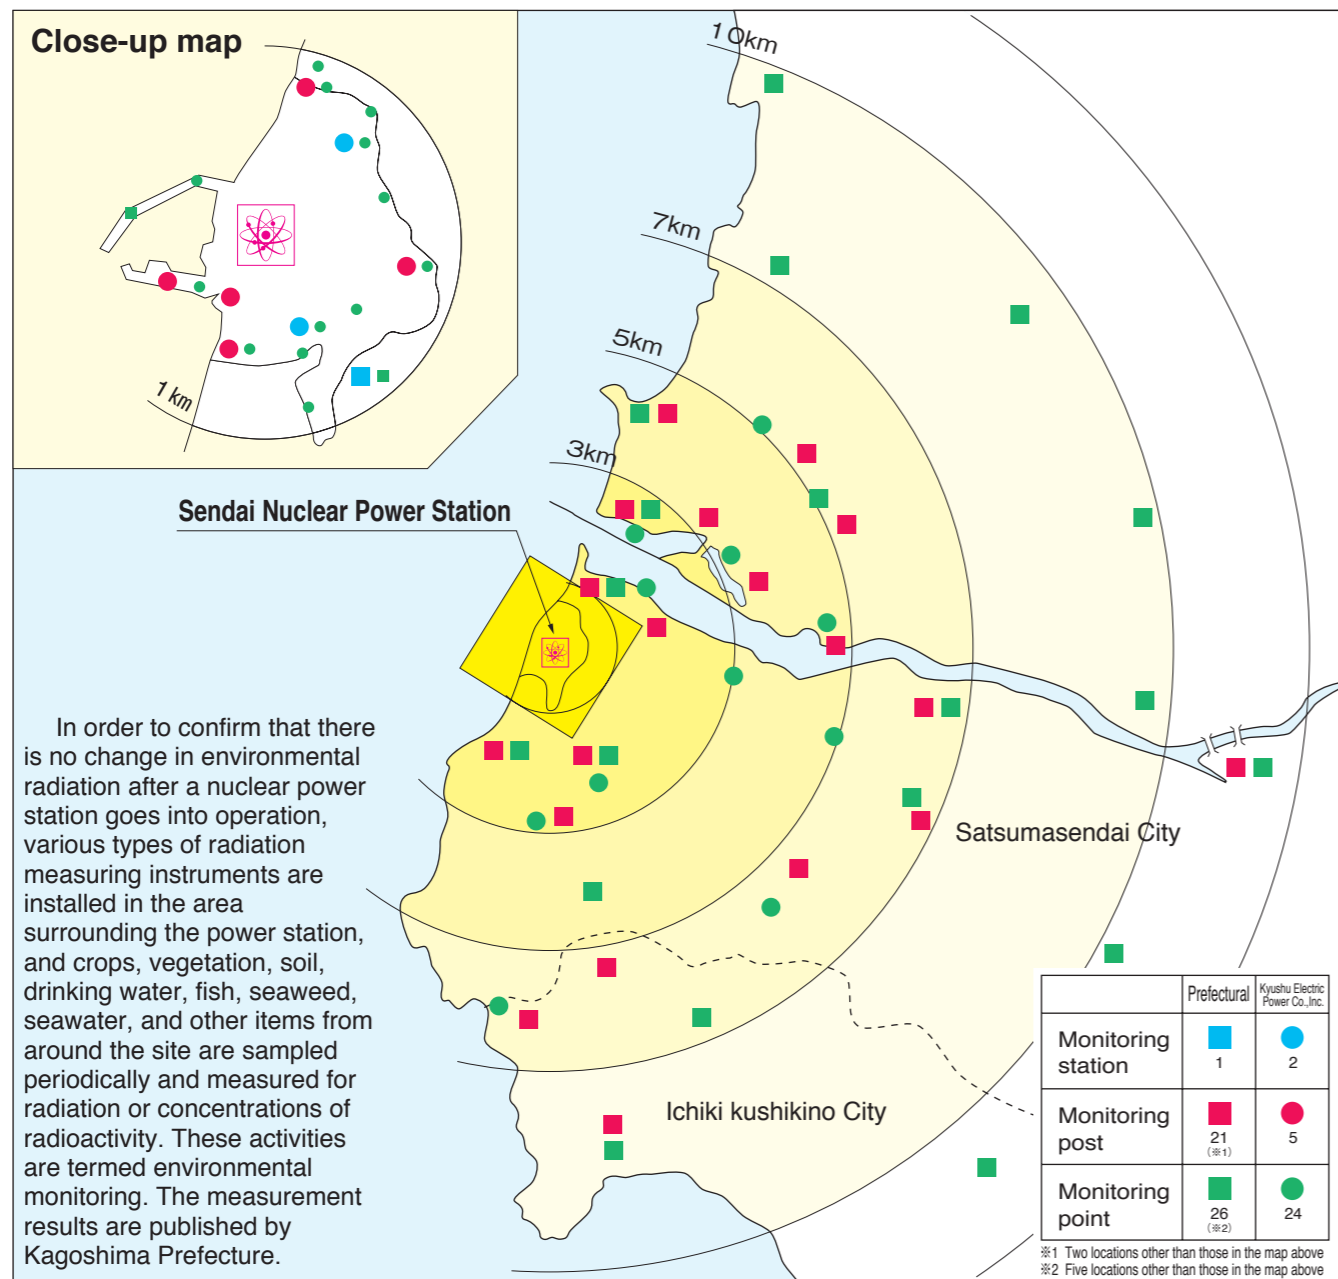 Close-up map
1 km
10km
7km
5km
3km
Sendai Nuclear Power Station
In order to confirm that there
is no change in environmental
radiation after a nuclear power
station goes into operation,
various types of radiation
measuring instruments are
installed in the area
surrounding the power station,
and crops, vegetation, soil,
drinking water, fish, seaweed,
seawater, and other items from
around the site are sampled
periodically and measured for
radiation or concentrations of
radioactivity. These activities
are termed environmental
monitoring. The measurement
results are published by
Kagoshima Prefecture.
Satsumasendai City
Ichiki kushikino City
Prefectural
Kyushu Electric
Power Co.,Inc.
Monitoring
station
1
2
Monitoring
post
21
(※1)
5
Monitoring
point
26
(※2)
24
※1 Two locations other than those in the map above
※2 Five locations other than those in the map above